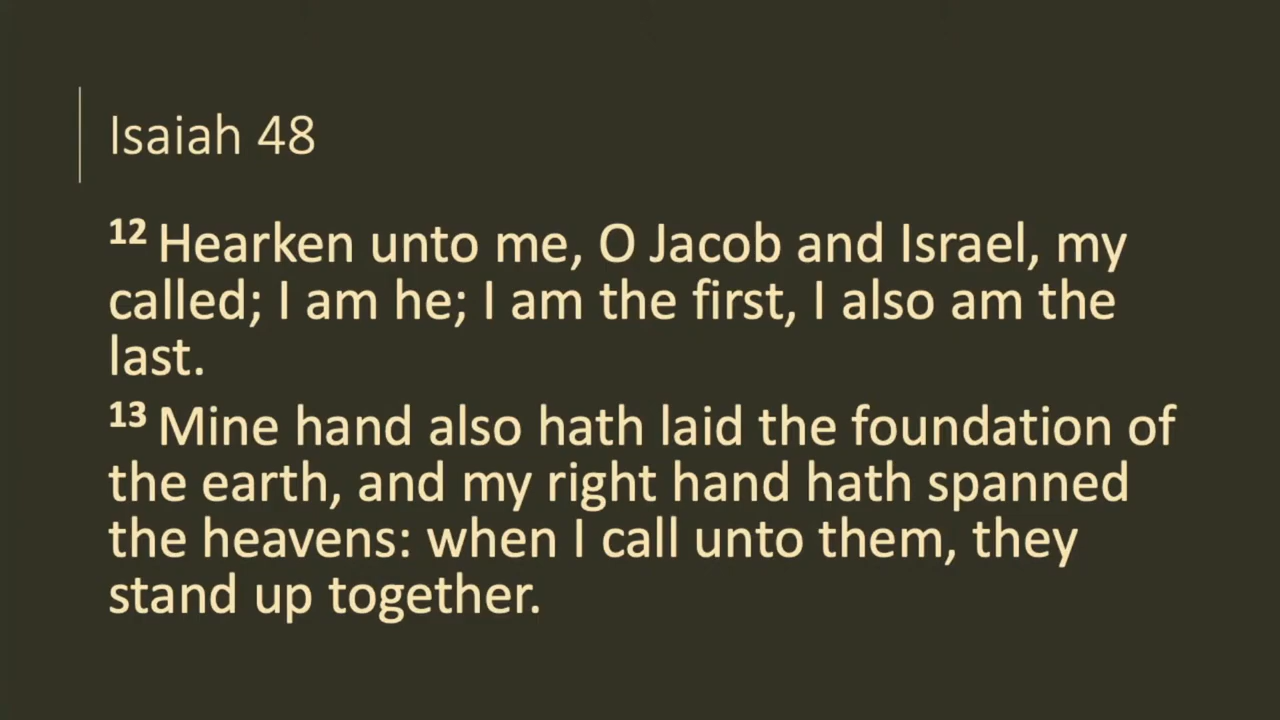 Isaiah 48
12 Hearken unto me, O Jacob and Israel, my
called; I am he; I am the first, I also am the
last.
13 Mine hand also hath laid the foundation of
the earth, and my right hand hath spanned
the heavens: when I call unto them, they
stand up together.